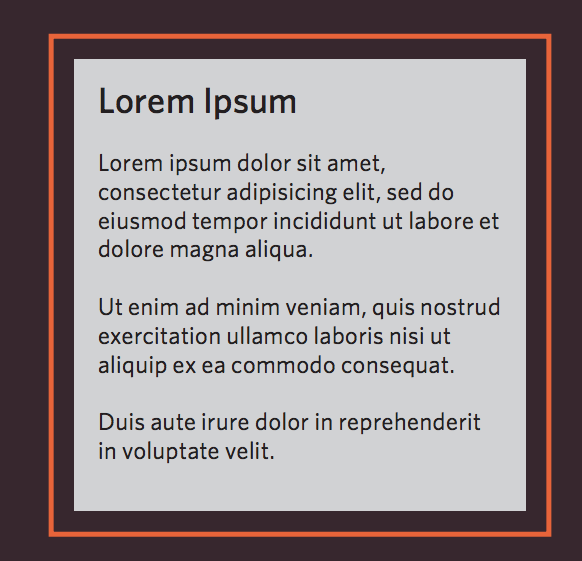 Lorem Ipsum
Lorem ipsum dolor sit amet,
consectetur adipisicing elit, sed do
eiusmod tempor incididunt ut labore et
dolore magna aliqua.
Ut enim ad minim veniam, quis nostrud
exercitation ullamco laboris nisi ut
aliquip ex ea commodo consequat.
Duis aute irure dolor in reprehenderit
in voluptate velit.